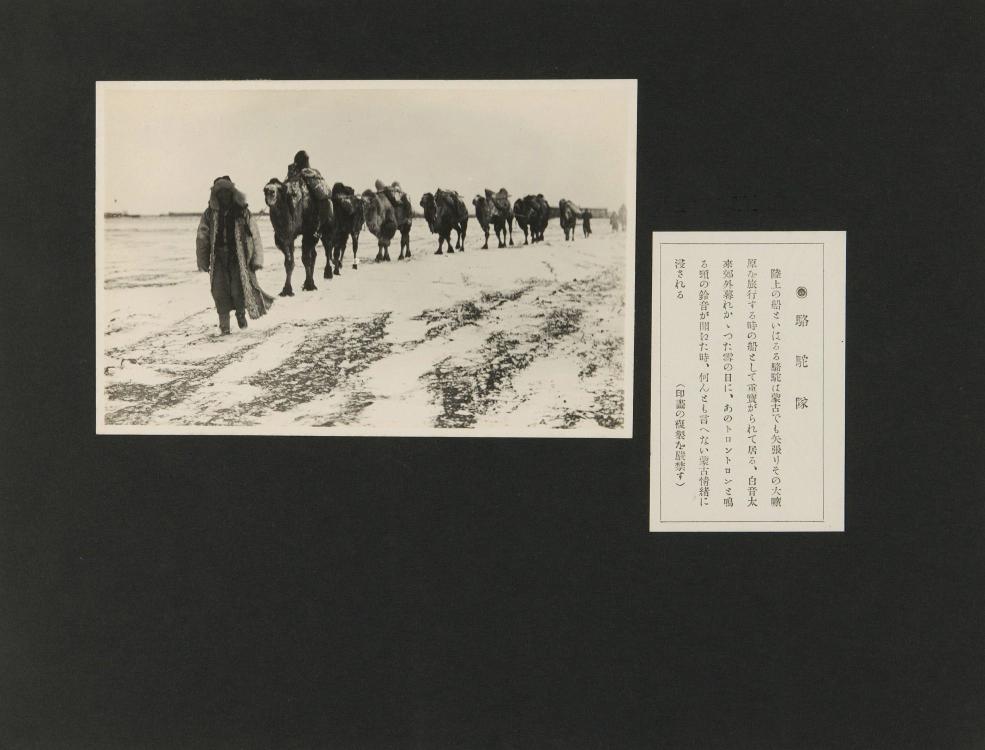 ◉駱駝隊
陸上の船といはるる駱駝は蒙古でも矢張りその大曠
原を旅行する時の船として重寶がられて居る、白音太
來郊外暮れかゝつた雪の日に、あのトロントロンと鳴
る頸の鈴音が聞えた時、何んとも言へない蒙古情緒に
浸される
（印畫の複製を嚴禁す）